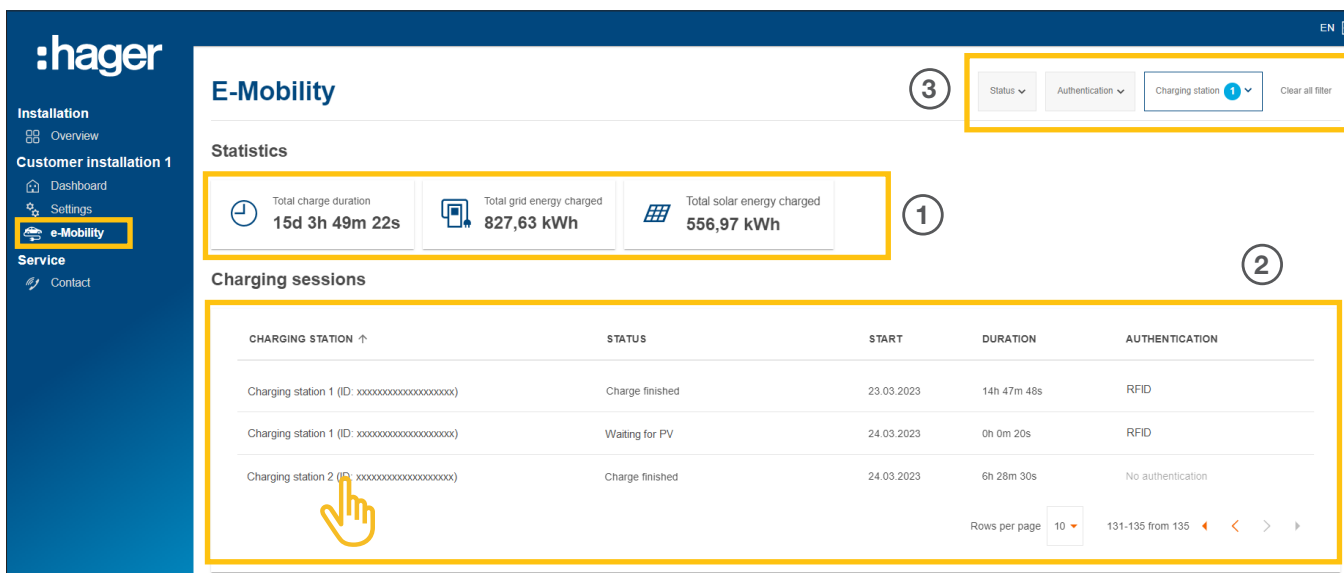 EN
:hager
Installation
Overview
Customer installation 1
Dashboard
Settings
e-Mobility
Service
Contact
E-Mobility
3
Status
Authentication
Charging station 1
Clear all filter
Statistics
Total charge duration
15d 3h 49m 22s
Total grid energy charged
827,63 kWh
Total solar energy charged
556,97 kWh
1
2
Charging sessions
CHARGING STATION ↑ STATUS START DURATION AUTHENTICATION
Charging station 1 (ID: xxxxxxxxxxxxxxxxxxx) Charge finished 23.03.2023 14h 47m 48s RFID
Charging station 1 (ID: xxxxxxxxxxxxxxxxxxx) Waiting for PV 24.03.2023 0h 0m 20s RFID
Charging station 2 (ID: xxxxxxxxxxxxxxxxxxx) Charge finished 24.03.2023 6h 28m 30s No authentication
Rows per page 10 131-135 from 135